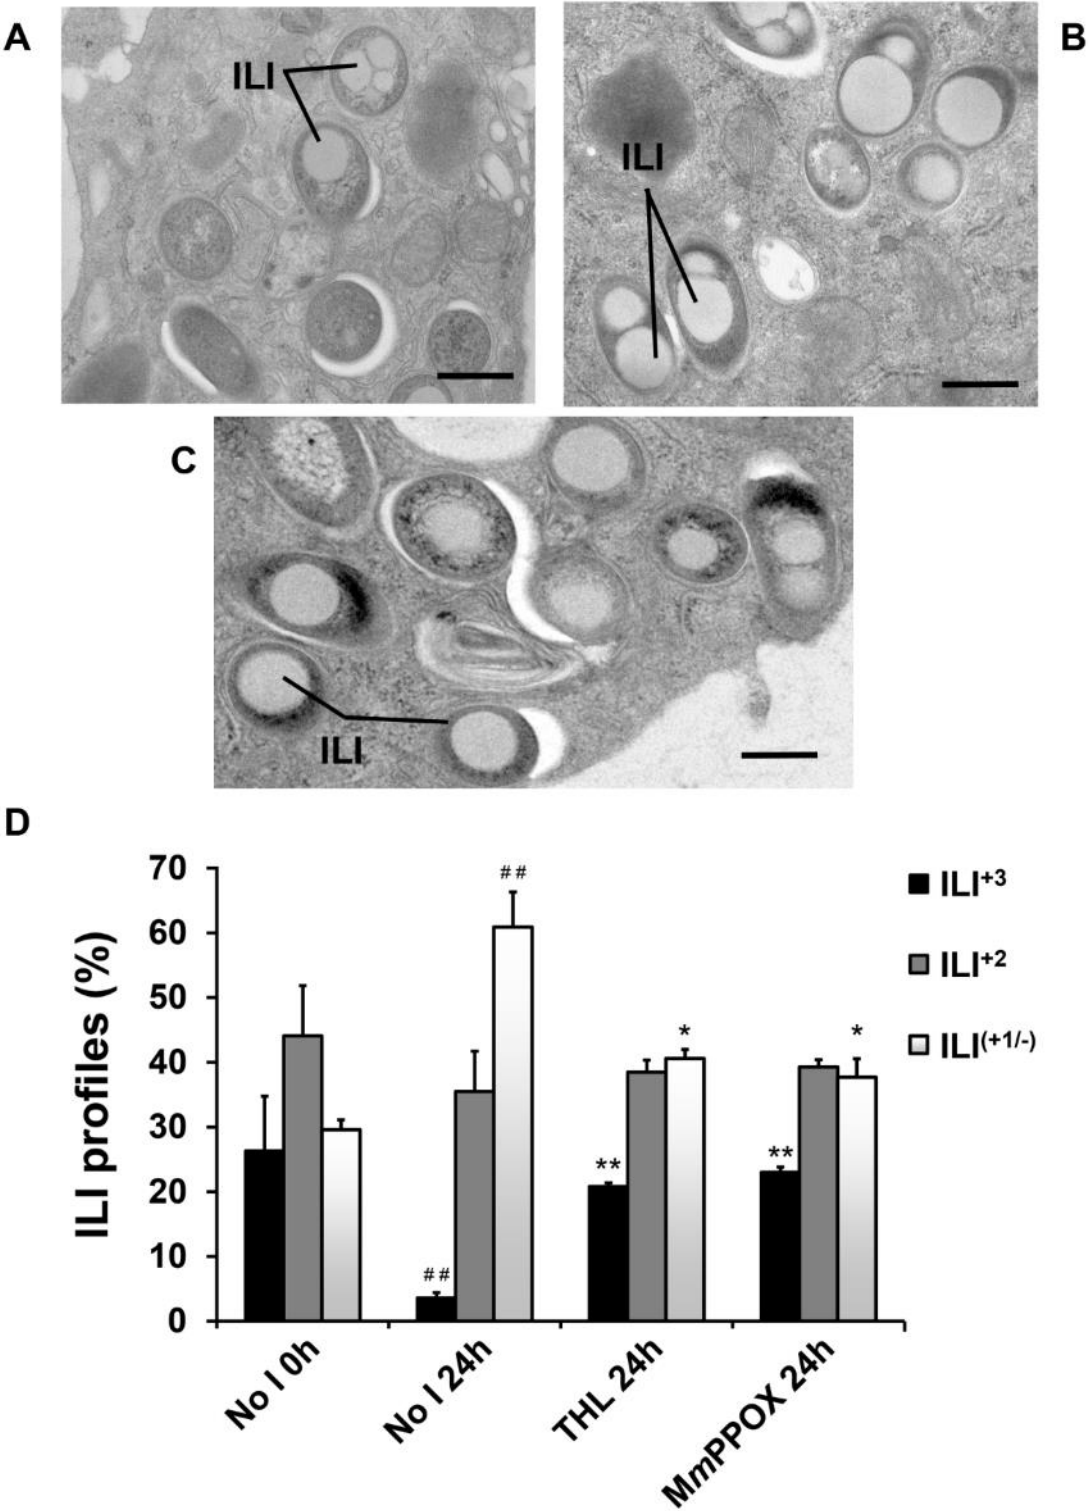 A
B
ILI
ILI
C
ILI
D
ILI profiles (%)
70
60
50
40
30
20
10
0
##
##
**
*
**
*
ILI+3
ILI+2
ILI(+1/-)
No I 0h
No I 24h
THL 24h
MmPPOX 24h